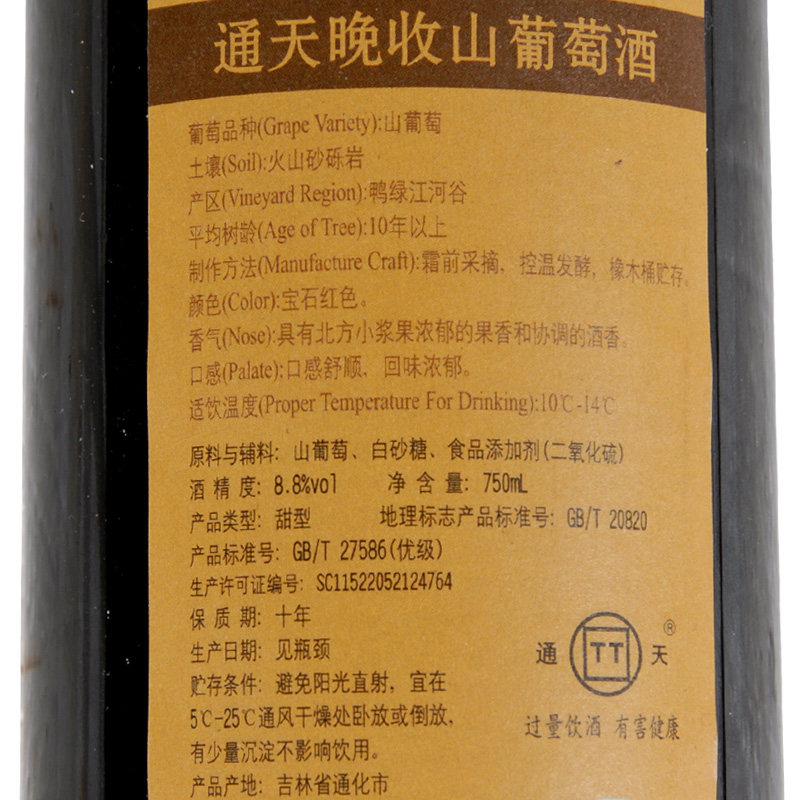 通天晚收山葡萄酒
葡萄品种(Grape Variety):山葡萄
土壤(Soil):火山砂砾岩
产区(Vineyard Region):鸭绿江河谷
平均树龄(Age of Tree):10年以上
制作方法(Manufacture Craft):霜前采摘，控温发酵，橡木桶贮存。
颜色(Color):宝石红色。
香气(Nose):具有北方小浆果浓郁的果香和协调的酒香。
口感(Palate):口感舒顺，回味浓郁。
适饮温度(Proper Temperature For Drinking):10℃-14℃
原料与辅料：山葡萄、白砂糖、食品添加剂(二氧化硫)
酒精度：8.8%vol 净含量：750mL
产品类型：甜型 地理标志产品标准号：GB/T 20820
产品标准号：GB/T 27586(优级)
生产许可证编号：SC11522052124764
保质期：十年
生产日期：见瓶颈
贮存条件：避免阳光直射，宜在
5℃-25℃通风干燥处卧放或倒放，
有少量沉淀不影响饮用。
产品产地：吉林省通化市
通 TT 天 ®
过量饮酒 有害健康